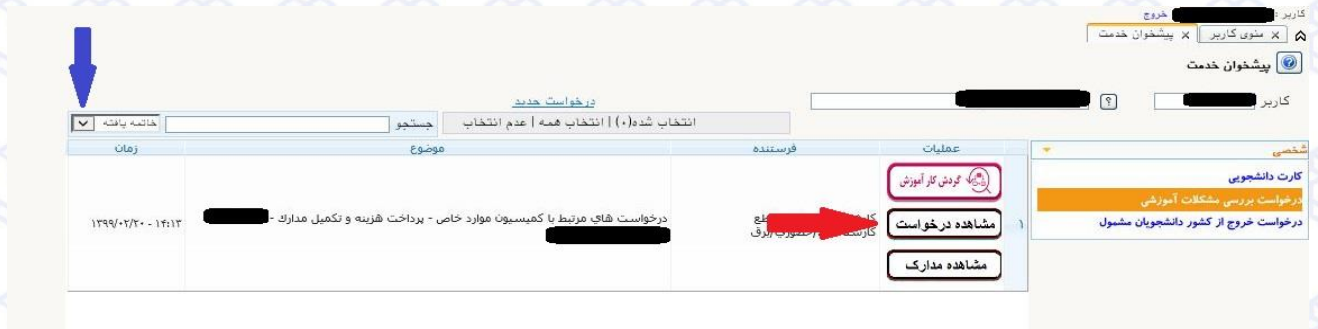 کاربر : خروج
منوی کاربر x پیشخوان خدمت x
پیشخوان خدمت
کاربر ؟
درخواست جدید
انتخاب شده(۰) | انتخاب همه | عدم انتخاب جستجو خاتمه یافته
شخصی
کارت دانشجویی
درخواست بررسی مشکلات آموزشی
درخواست خروج از کشور دانشجویان مشمول
عملیات فرستنده موضوع زمان
۱
گردش کار آموزش
مشاهده درخواست
مشاهده مدارک
درخواست هاي مرتبط با کمیسیون موارد خاص - پرداخت هزینه و تکمیل مدارك -
۱۳۹۹/۰۲/۲۰ - ۱۴:۱۳